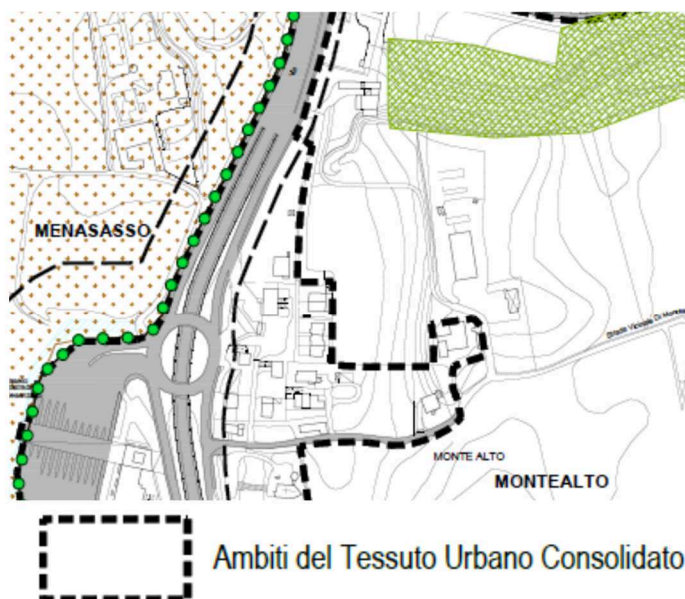 MENASASSO
MONTE ALTO
MONTEALTO
Ambiti del Tessuto Urbano Consolidato